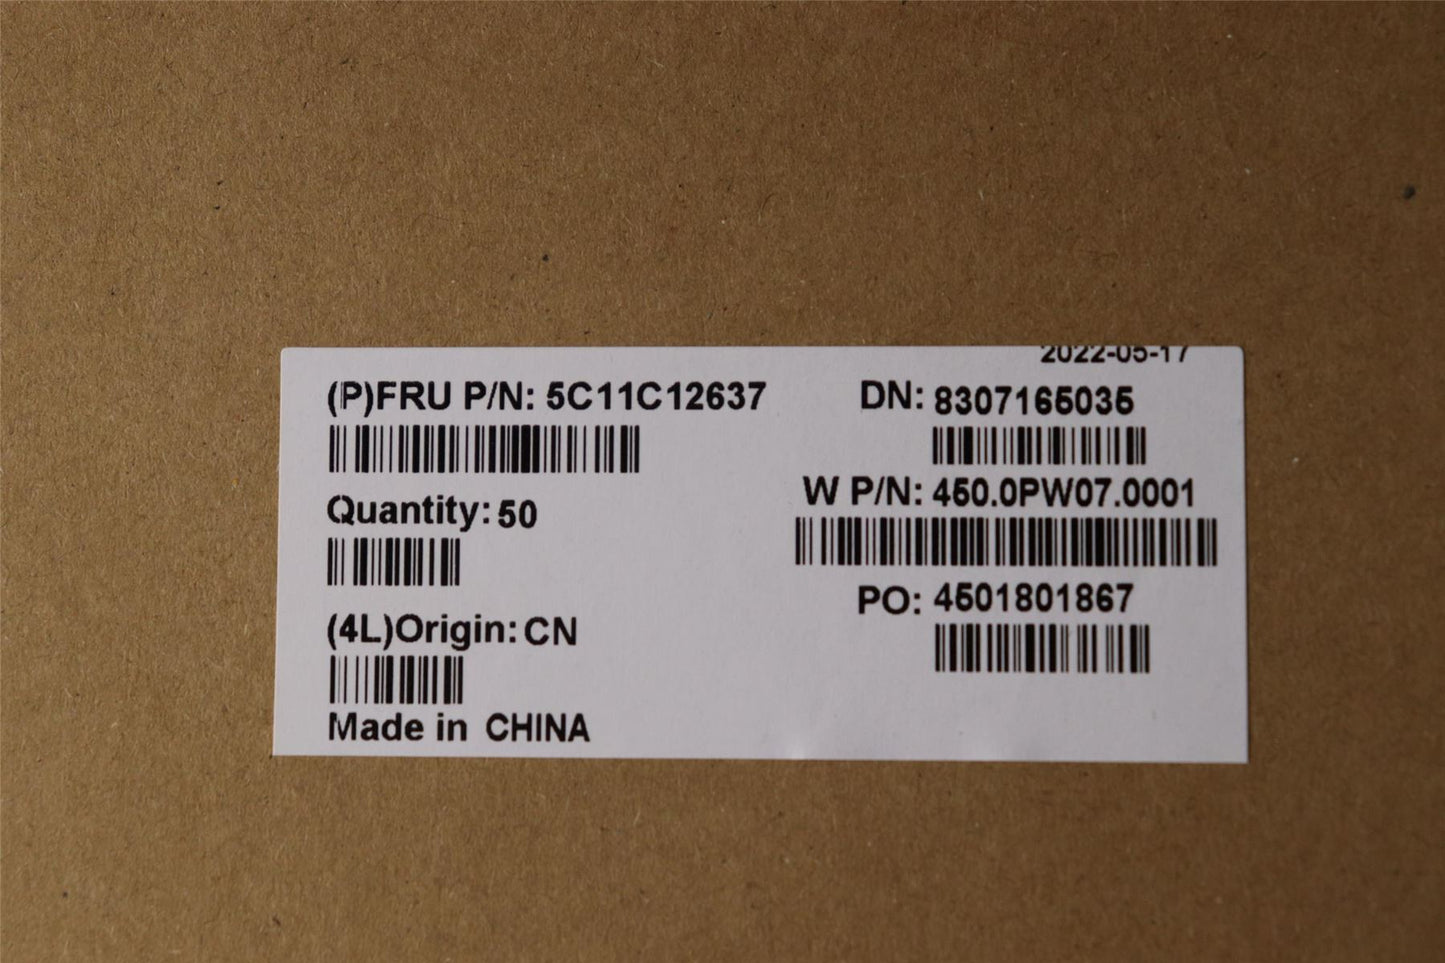 2022-05-17
(P)FRU P/N: 5C11C12637
DN: 8307165035
Quantity: 50
W P/N: 450.0PW07.0001
(4L)Origin: CN
PO: 4501801867
Made in CHINA